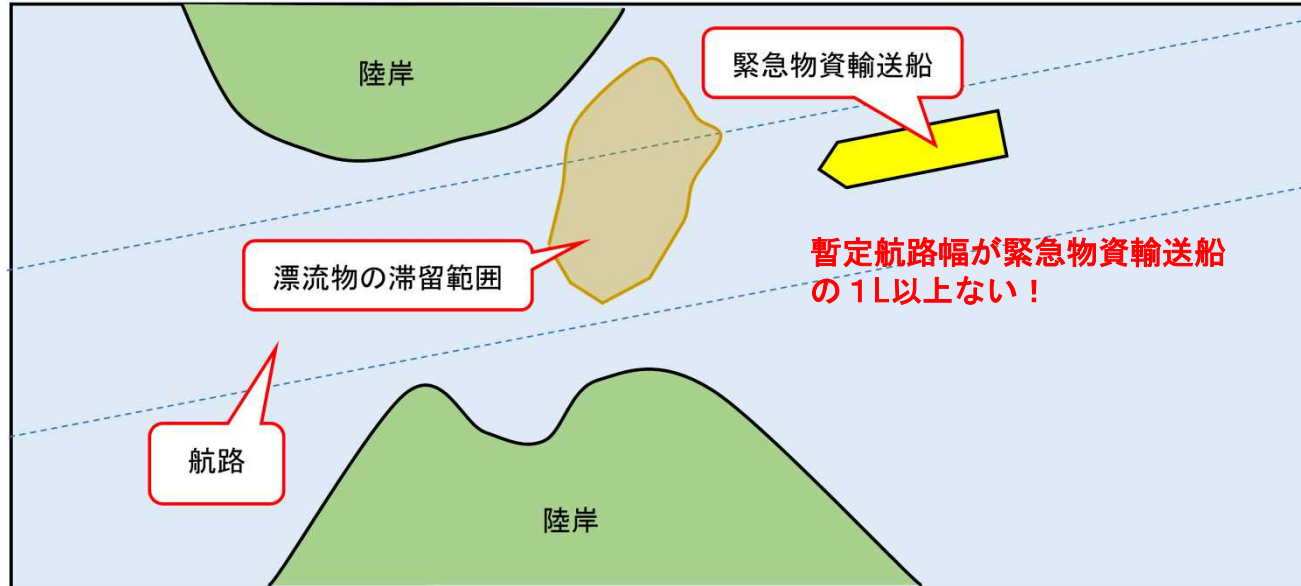 陸岸
緊急物資輸送船
漂流物の滞留範囲
暫定航路幅が緊急物資輸送船
の１L以上ない！
航路
陸岸